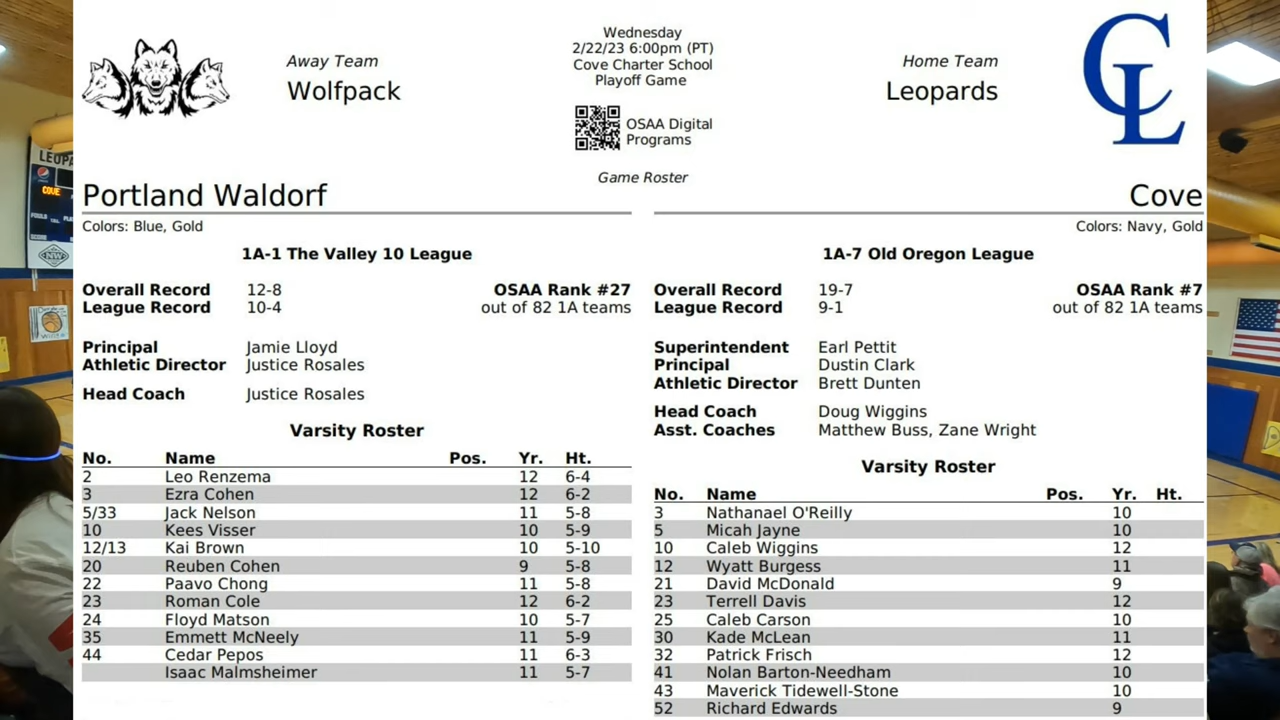 Wednesday
2/22/23 6:00pm (PT)
Cove Charter School
Playoff Game
Away Team
Wolfpack
Home Team
Leopards
CL
OSAA Digital
Programs
Game Roster
Portland Waldorf
Colors: Blue, Gold
1A-1 The Valley 10 League
Overall Record 12-8 OSAA Rank #27
League Record 10-4 out of 82 1A teams
Principal Jamie Lloyd
Athletic Director Justice Rosales
Head Coach Justice Rosales
Varsity Roster
No. Name Pos. Yr. Ht.
2 Leo Renzema 12 6-4
3 Ezra Cohen 12 6-2
5/33 Jack Nelson 11 5-8
10 Kees Visser 10 5-9
12/13 Kai Brown 10 5-10
20 Reuben Cohen 9 5-8
22 Paavo Chong 11 5-8
23 Roman Cole 12 6-2
24 Floyd Matson 10 5-7
35 Emmett McNeely 11 5-9
44 Cedar Pepos 11 6-3
Isaac Malmsheimer 11 5-7
Cove
Colors: Navy, Gold
1A-7 Old Oregon League
Overall Record 19-7 OSAA Rank #7
League Record 9-1 out of 82 1A teams
Superintendent Earl Pettit
Principal Dustin Clark
Athletic Director Brett Dunten
Head Coach Doug Wiggins
Asst. Coaches Matthew Buss, Zane Wright
Varsity Roster
No. Name Pos. Yr. Ht.
3 Nathanael O'Reilly 10
5 Micah Jayne 10
10 Caleb Wiggins 12
12 Wyatt Burgess 11
21 David McDonald 9
23 Terrell Davis 12
25 Caleb Carson 10
30 Kade McLean 11
32 Patrick Frisch 12
41 Nolan Barton-Needham 10
43 Maverick Tidewell-Stone 10
52 Richard Edwards 9
LEOPA
COVE
FOULS
NW